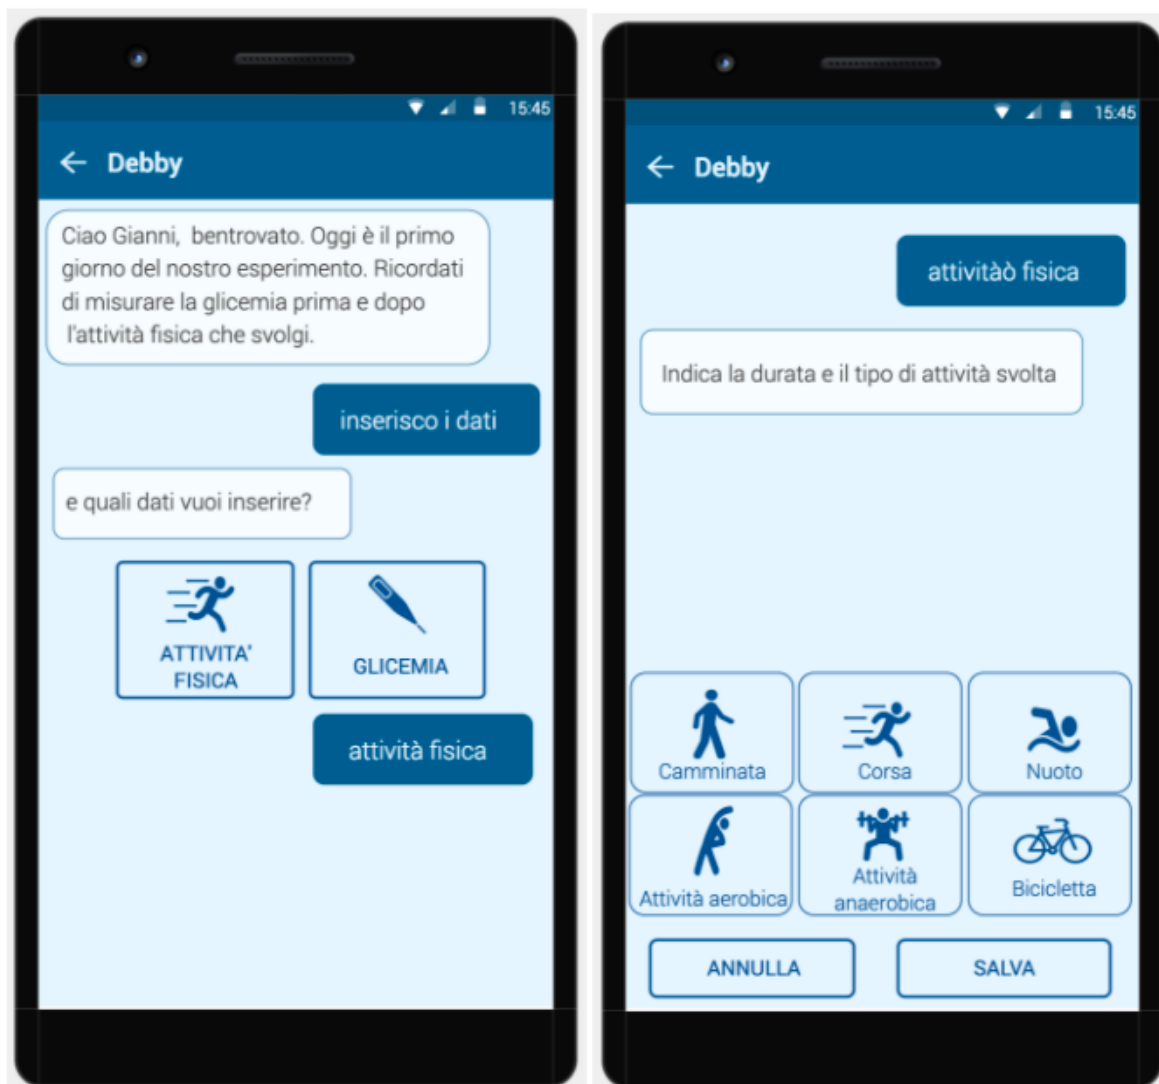 15:45
Debby
Ciao Gianni, bentrovato. Oggi è il primo
giorno del nostro esperimento. Ricordati
di misurare la glicemia prima e dopo
l'attività fisica che svolgi.
inserisco i dati
e quali dati vuoi inserire?
ATTIVITA'
FISICA
GLICEMIA
attività fisica
15:45
Debby
attivitàò fisica
Indica la durata e il tipo di attività svolta
Camminata
Corsa
Nuoto
Attività aerobica
Attività
anaerobica
Bicicletta
ANNULLA
SALVA